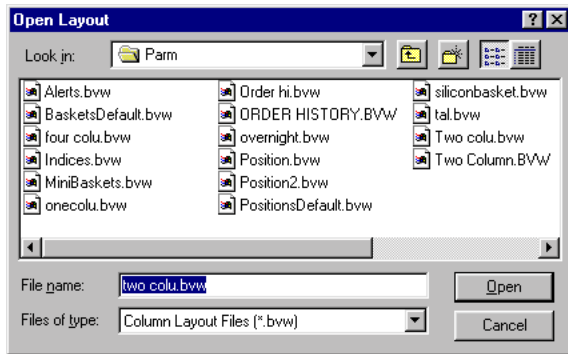 Open Layout
Look in: Parm
Alerts.bvw
BasketsDefault.bvw
four colu.bvw
Indices.bvw
MiniBaskets.bvw
onecolu.bvw
Order hi.bvw
ORDER HISTORY.BVW
overnight.bvw
Position.bvw
Position2.bvw
PositionsDefault.bvw
siliconbasket.bvw
tal.bvw
Two colu.bvw
Two Column.BVW
File name: two colu.bvw Open
Files of type: Column Layout Files (*.bvw) Cancel